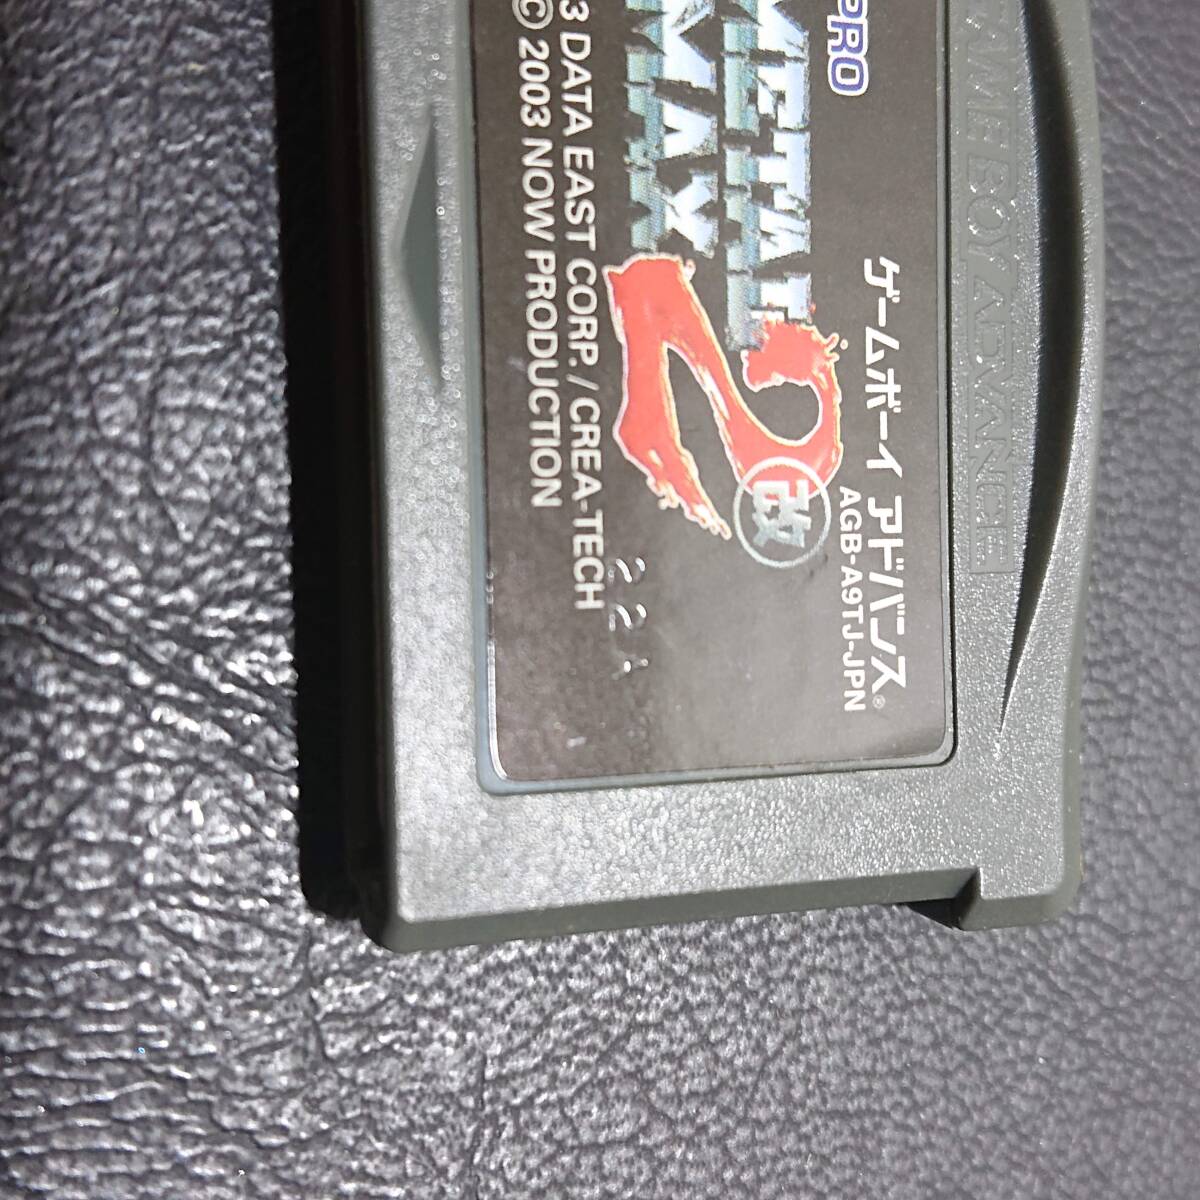 GAME BOY ADVANCE
ゲームボーイ アドバンス®
AGB-A9TJ-JPN
PRO
METAL
MAX
2
改
22
3 DATA EAST CORP./CREA-TECH
© 2003 NOW PRODUCTION